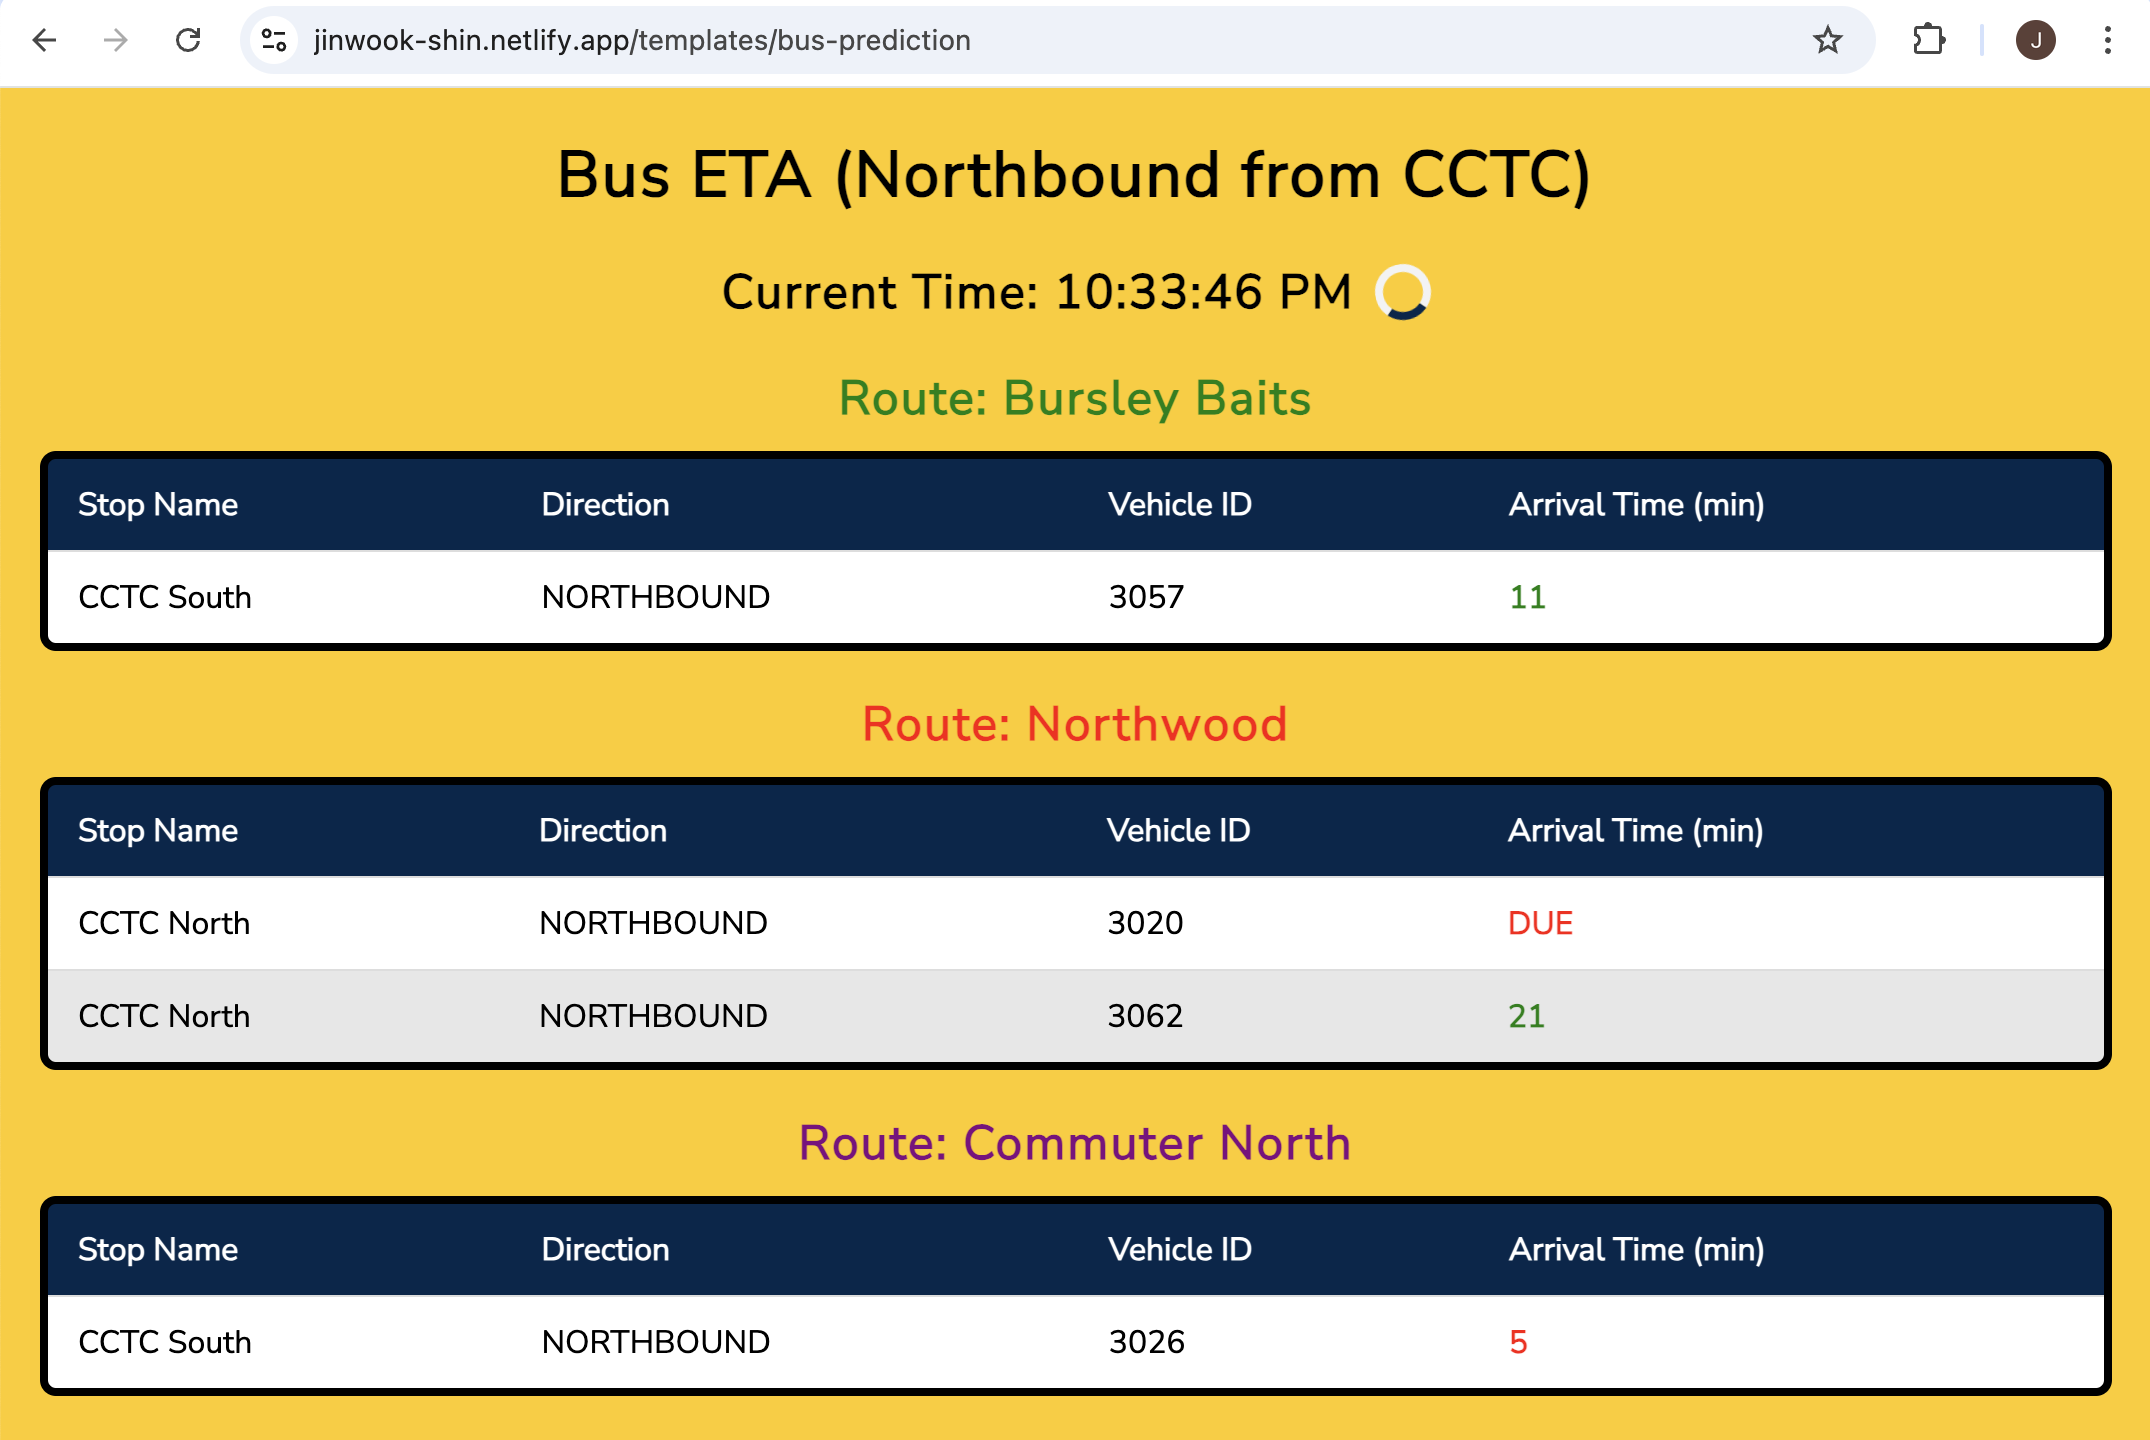 jinwook-shin.netlify.app/templates/bus-prediction
J
Bus ETA (Northbound from CCTC)
Current Time: 10:33:46 PM
Route: Bursley Baits
Stop Name Direction Vehicle ID Arrival Time (min)
CCTC South NORTHBOUND 3057 11
Route: Northwood
Stop Name Direction Vehicle ID Arrival Time (min)
CCTC North NORTHBOUND 3020 DUE
CCTC North NORTHBOUND 3062 21
Route: Commuter North
Stop Name Direction Vehicle ID Arrival Time (min)
CCTC South NORTHBOUND 3026 5